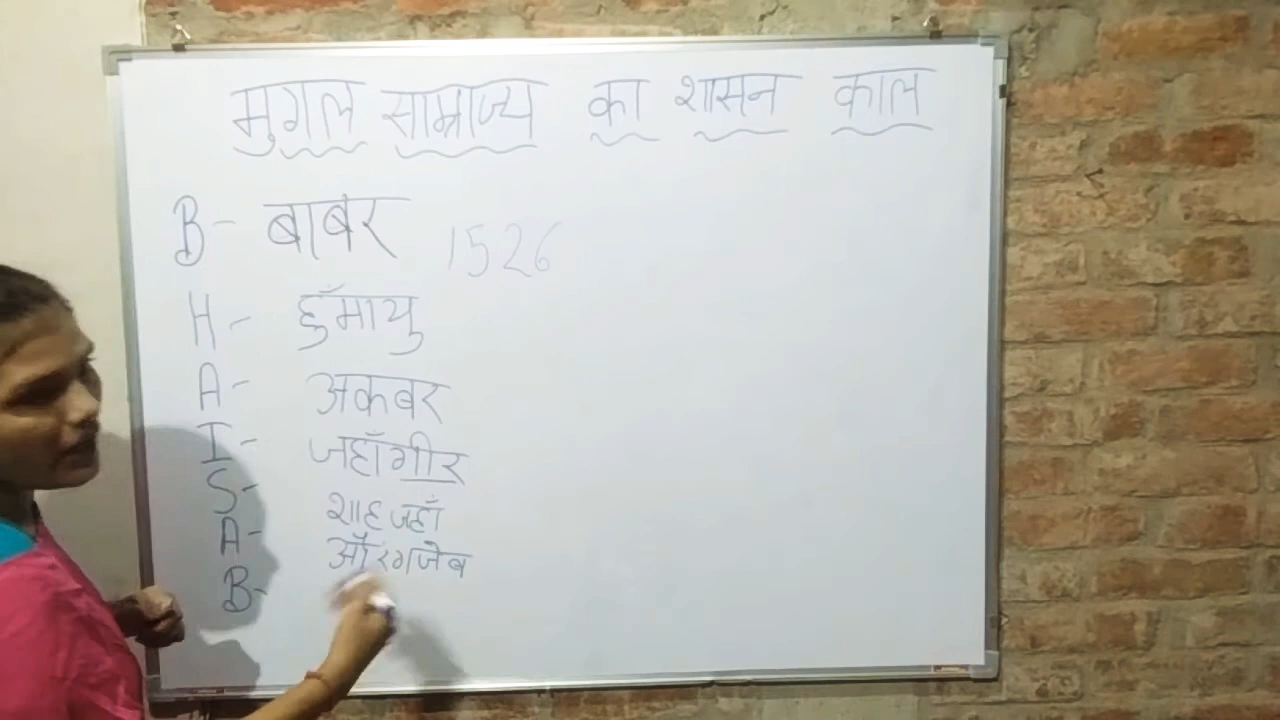 मुगल साम्राज्य का शासन काल
B- बाबर 1526
H- हुँमायु
A- अकबर
I- जहाँगीर
S- शाहजहाँ
A- औरंगजेब
B-